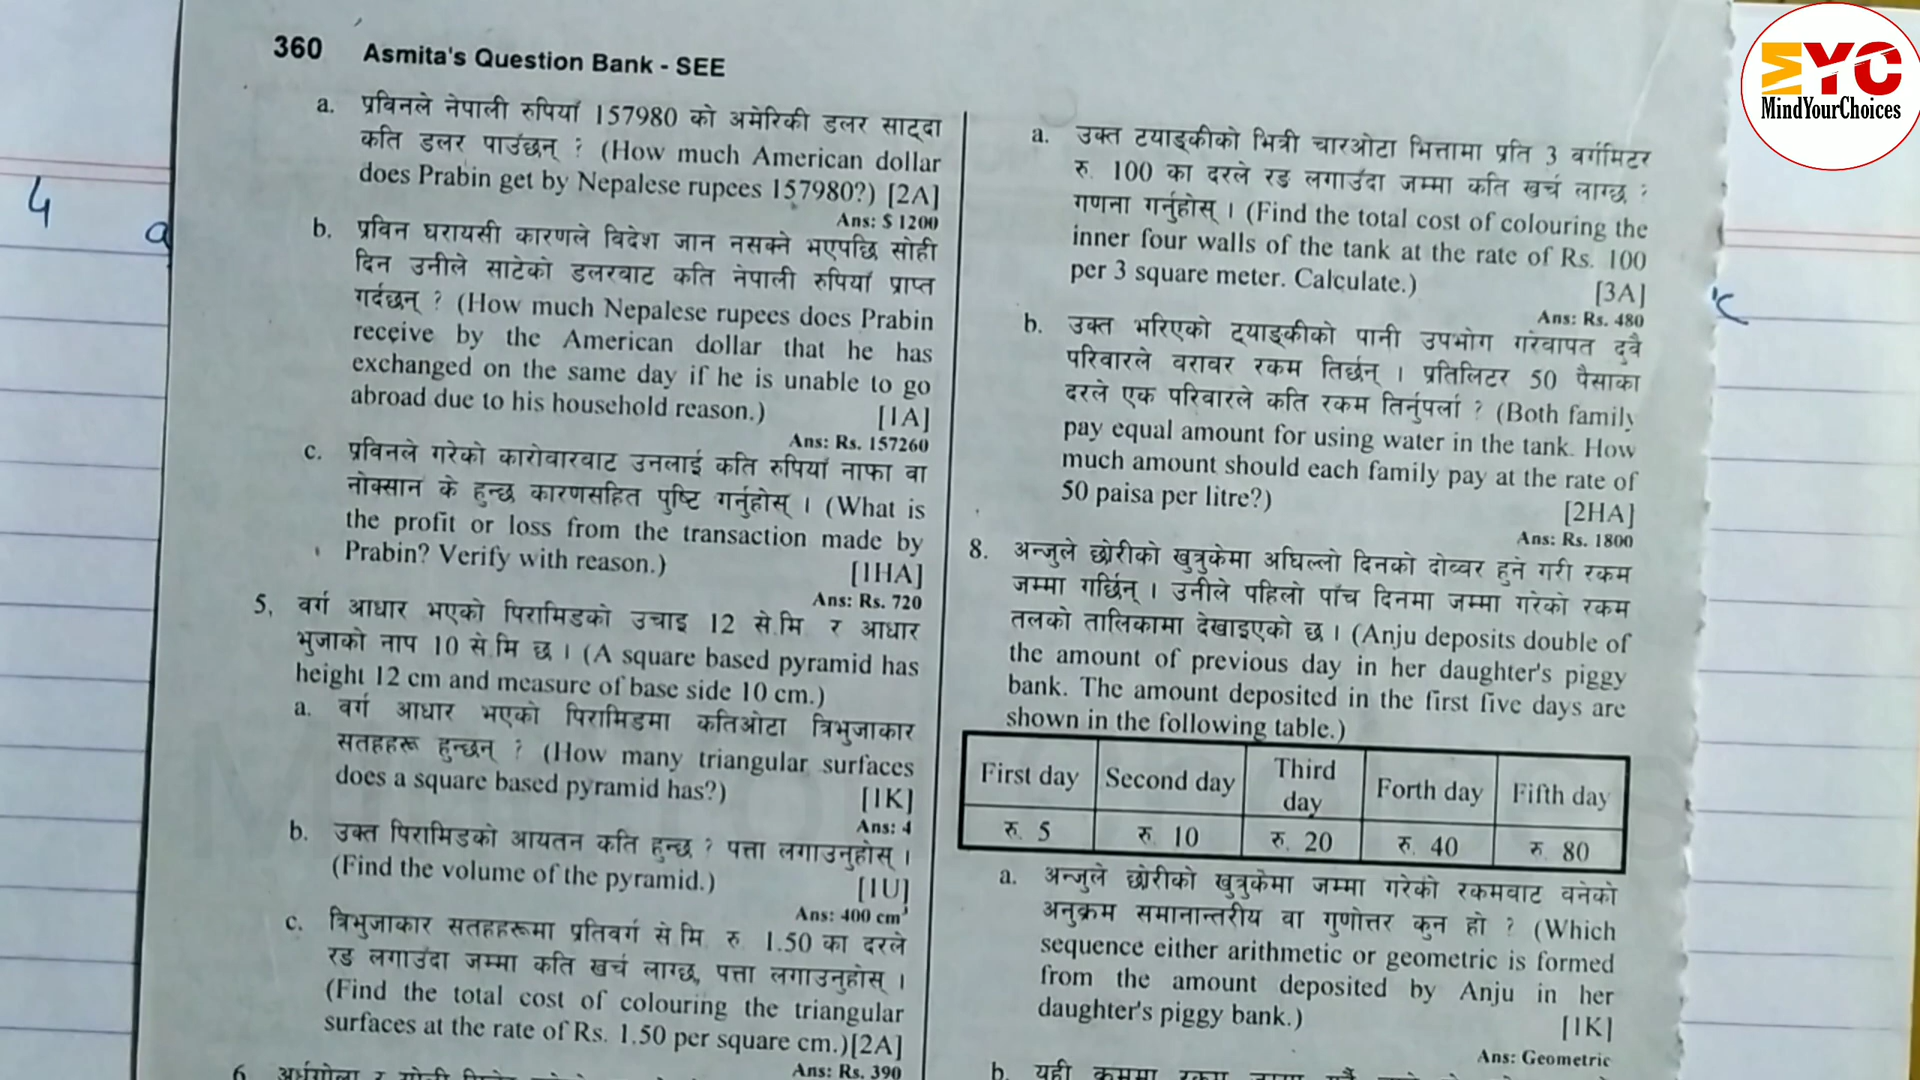 360 Asmita's Question Bank - SEE
a. प्रविनले नेपाली रुपियाँ 157980 को अमेरिकी डलर साट्दा
कति डलर पाउँछन् ? (How much American dollar
does Prabin get by Nepalese rupees 157980?) [2A]
Ans: $ 1200
b. प्रविन घरायसी कारणले विदेश जान नसक्ने भएपछि सोही
दिन उनीले साटेको डलरबाट कति नेपाली रुपियाँ प्राप्त
गर्दछन् ? (How much Nepalese rupees does Prabin
receive by the American dollar that he has
exchanged on the same day if he is unable to go
abroad due to his household reason.) [1A]
Ans: Rs. 157260
c. प्रविनले गरेको कारोवारबाट उनलाई कति रुपियाँ नाफा वा
नोक्सान के हुन्छ कारणसहित पुष्टि गर्नुहोस् । (What is
the profit or loss from the transaction made by
Prabin? Verify with reason.) [1HA]
Ans: Rs. 720
5, वर्ग आधार भएको पिरामिडको उचाइ 12 से.मि. र आधार
भुजाको नाप 10 से.मि छ । (A square based pyramid has
height 12 cm and measure of base side 10 cm.)
a. वर्ग आधार भएको पिरामिडमा कतिओटा त्रिभुजाकार
सतहहरू हुन्छन् ? (How many triangular surfaces
does a square based pyramid has?) [1K]
Ans: 4
b. उक्त पिरामिडको आयतन कति हुन्छ ? पत्ता लगाउनुहोस् ।
(Find the volume of the pyramid.) [1U]
Ans: 400 cm³
c. त्रिभुजाकार सतहहरूमा प्रतिवर्ग से.मि. रु. 1.50 का दरले
रङ लगाउँदा जम्मा कति खर्च लाग्छ, पत्ता लगाउनुहोस् ।
(Find the total cost of colouring the triangular
surfaces at the rate of Rs. 1.50 per square cm.)[2A]
Ans: Rs. 390
6.
a. उक्त टयाङ्कीको भित्री चारओटा भित्तामा प्रति 3 वर्गमिटर
रु. 100 का दरले रङ लगाउँदा जम्मा कति खर्च लाग्छ ?
गणना गर्नुहोस् । (Find the total cost of colouring the
inner four walls of the tank at the rate of Rs. 100
per 3 square meter. Calculate.) [3A]
Ans: Rs. 480
b. उक्त भरिएको ट्याङ्कीको पानी उपभोग गरेवापत दुवै
परिवारले वरावर रकम तिर्छन् । प्रतिलिटर 50 पैसाका
दरले एक परिवारले कति रकम तिर्नुपर्ला ? (Both family
pay equal amount for using water in the tank. How
much amount should each family pay at the rate of
50 paisa per litre?) [2HA]
Ans: Rs. 1800
8. अन्जुले छोरीको खुत्रुकेमा अघिल्लो दिनको दोब्बर हुने गरी रकम
जम्मा गर्छिन् । उनीले पहिलो पाँच दिनमा जम्मा गरेको रकम
तलको तालिकामा देखाइएको छ । (Anju deposits double of
the amount of previous day in her daughter's piggy
bank. The amount deposited in the first five days are
shown in the following table.)
First day Second day Third day Forth day Fifth day
रु. 5 रु. 10 रु. 20 रु. 40 रु. 80
a. अन्जुले छोरीको खुत्रुकेमा जम्मा गरेको रकमबाट बनेको
अनुक्रम समानान्तरीय वा गुणोत्तर कुन हो ? (Which
sequence either arithmetic or geometric is formed
from the amount deposited by Anju in her
daughter's piggy bank.) [1K]
Ans: Geometric
b.
4
a
MYC
MindYourChoices